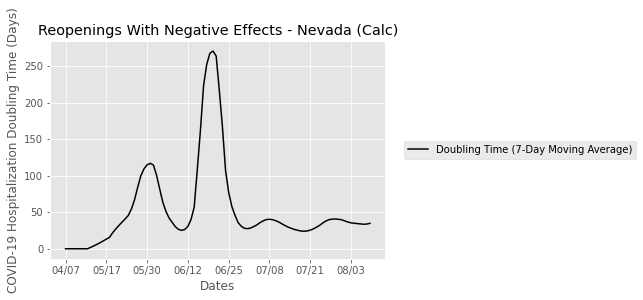 Reopenings With Negative Effects - Nevada (Calc)
COVID-19 Hospitalization Doubling Time (Days)
250
200
150
100
50
0
04/07 05/17 05/30 06/12 06/25 07/08 07/21 08/03
Dates
Doubling Time (7-Day Moving Average)